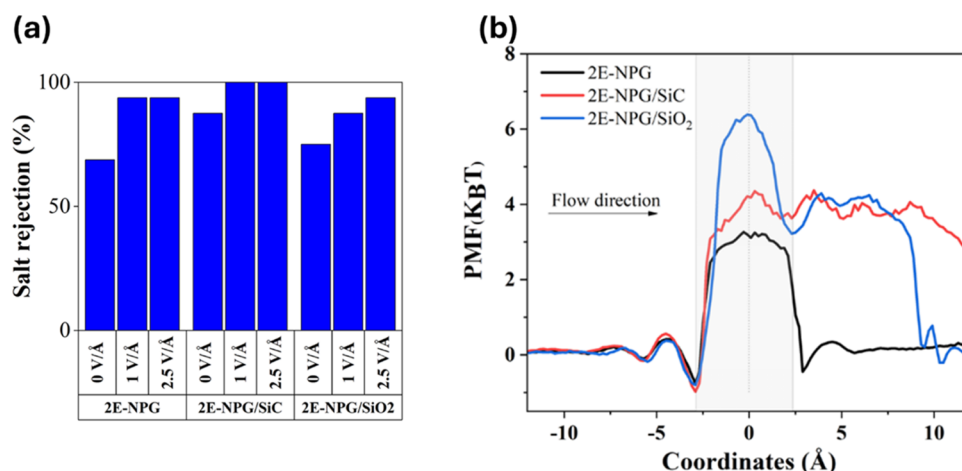 (a)
Salt rejection (%)
100
50
0
0 V/Å
1 V/Å
2.5 V/Å
0 V/Å
1 V/Å
2.5 V/Å
0 V/Å
1 V/Å
2.5 V/Å
2E-NPG
2E-NPG/SiC
2E-NPG/SiO2
(b)
PMF(KBT)
8
6
4
2
0
2E-NPG
2E-NPG/SiC
2E-NPG/SiO₂
Flow direction
-10
-5
0
5
10
Coordinates (Å)